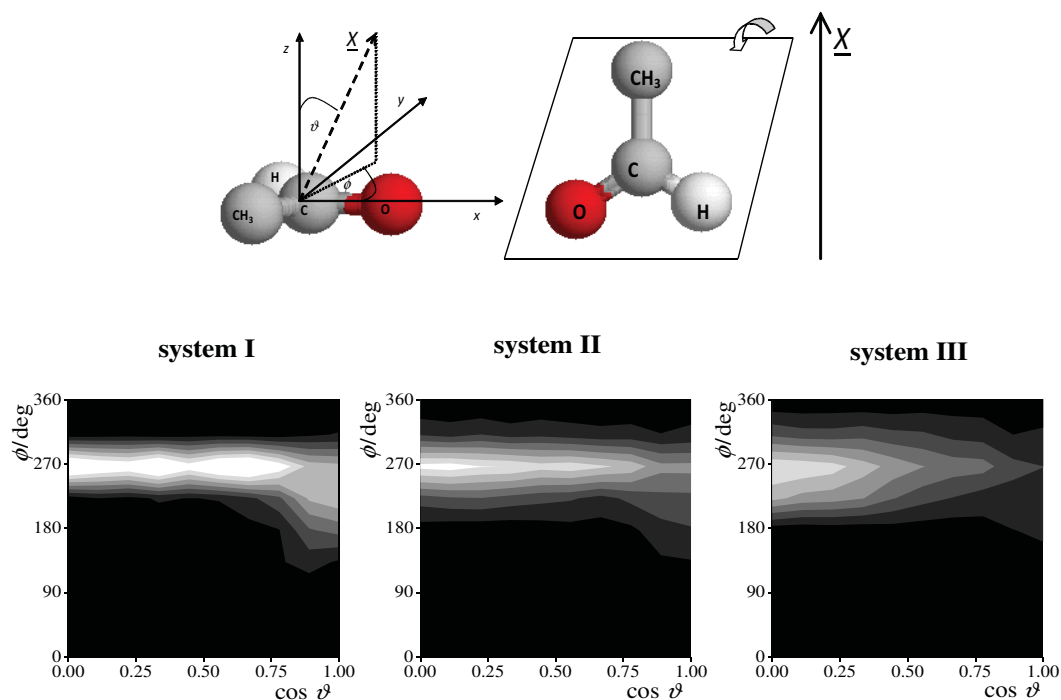 X
z
y
ϑ
H
ϕ
CH₃
C
O
x
X
CH₃
C
O
H
system I
system II
system III
360
270
180
90
0
ϕ/deg
0.00 0.25 0.50 0.75 1.00
cos ϑ
360
270
180
90
0
ϕ/deg
0.00 0.25 0.50 0.75 1.00
cos ϑ
360
270
180
90
0
ϕ/deg
0.00 0.25 0.50 0.75 1.00
cos ϑ